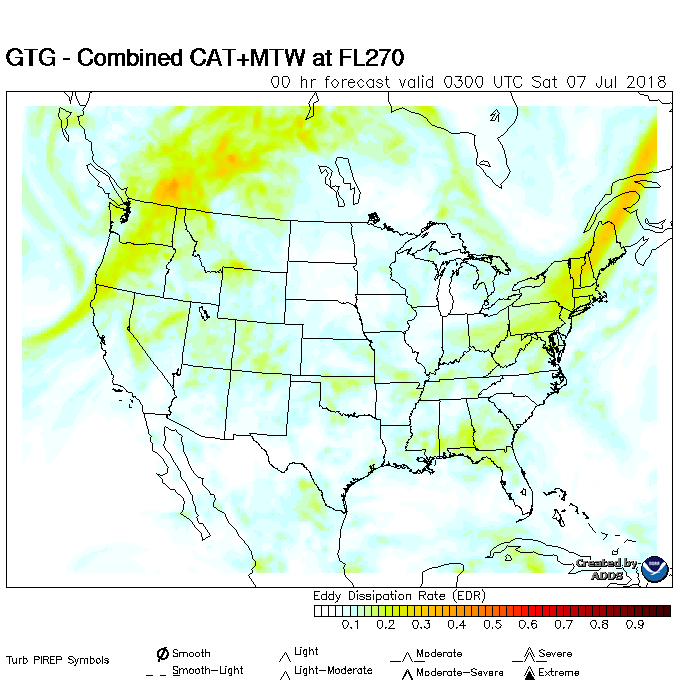 GTG - Combined CAT+MTW at FL270
00 hr forecast valid 0300 UTC Sat 07 Jul 2018
Created by
ADDS
Eddy Dissipation Rate (EDR)
0.1 0.2 0.3 0.4 0.5 0.6 0.7 0.8 0.9
Turb PIREP Symbols
Smooth Light Moderate Severe
Smooth-Light Light-Moderate Moderate-Severe Extreme